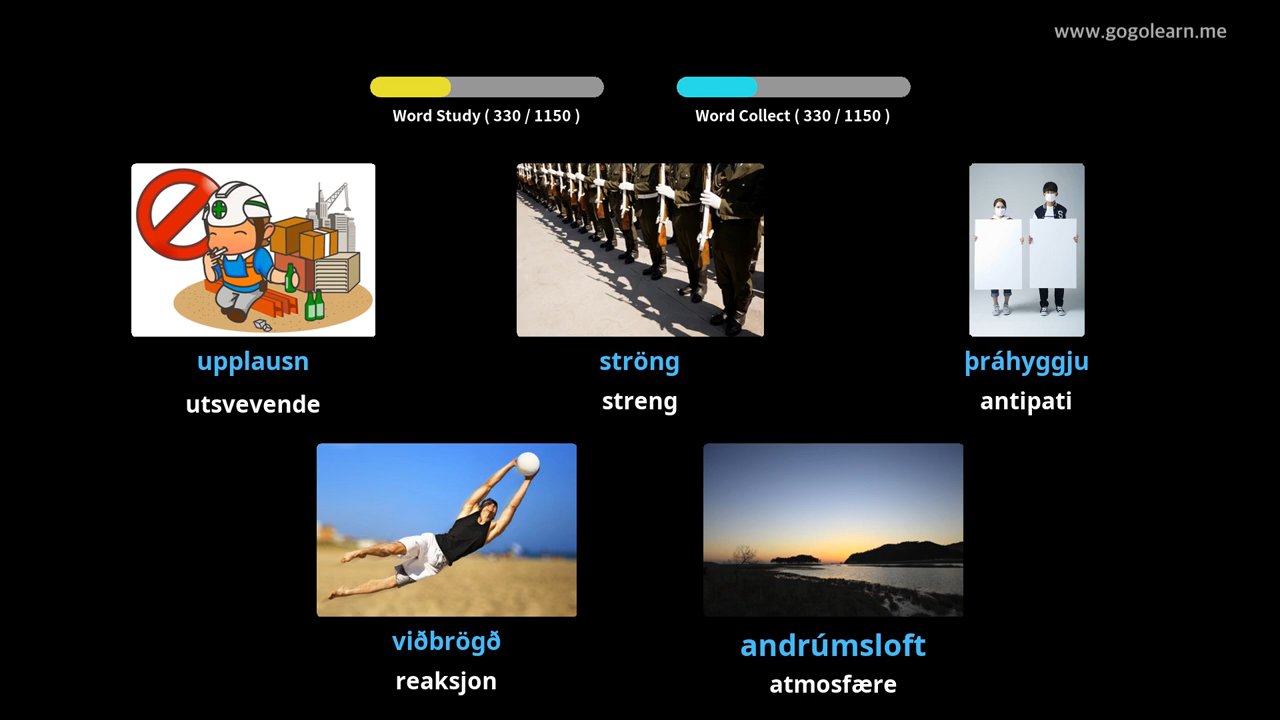 www.gogolearn.me
Word Study ( 330 / 1150 )
Word Collect ( 330 / 1150 )
upplausn
utsvevende
ströng
streng
þráhyggju
antipati
viðbrögð
reaksjon
andrúmsloft
atmosfære